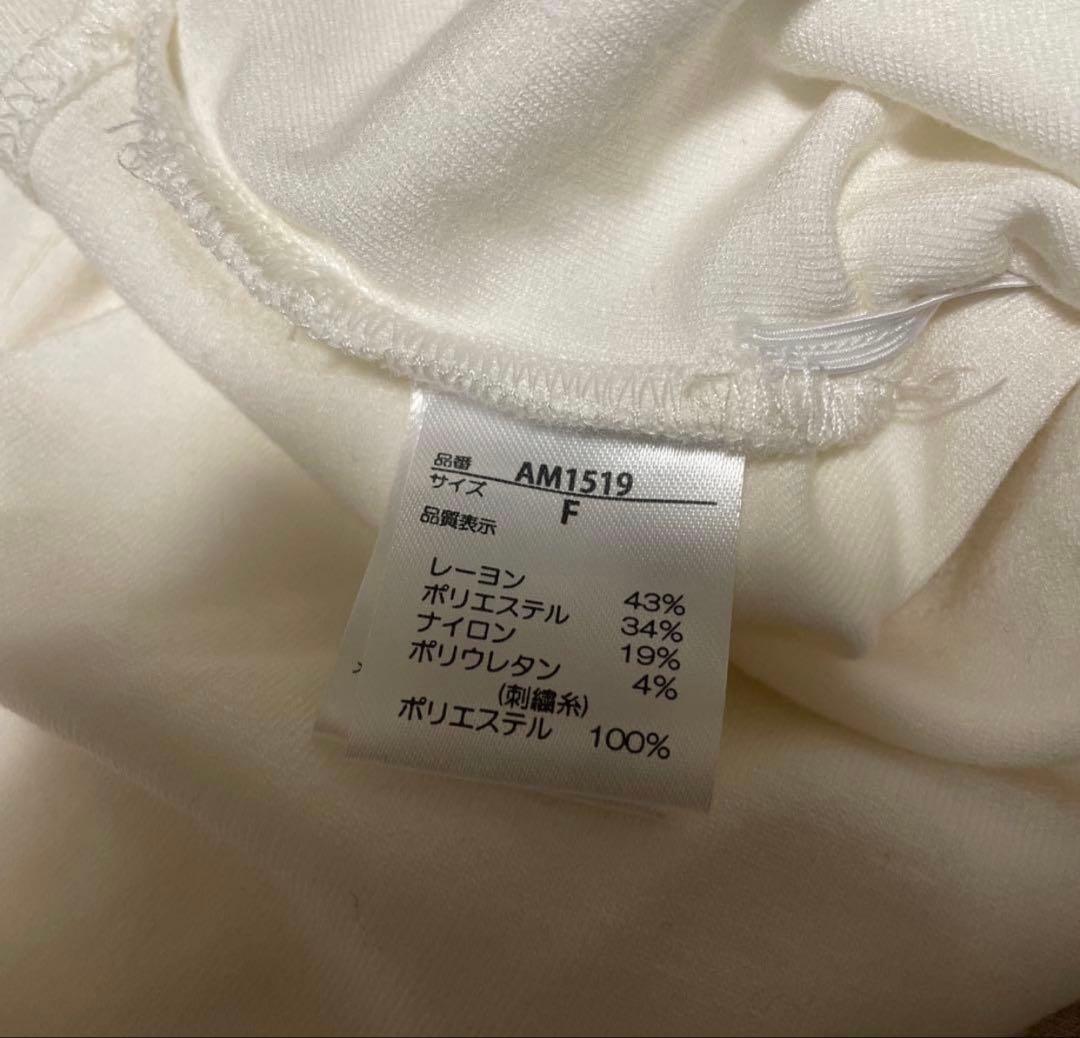 品番 AM1519
サイズ F
品質表示
レーヨン 43%
ポリエステル 34%
ナイロン 19%
ポリウレタン 4%
(刺繍糸)
ポリエステル 100%